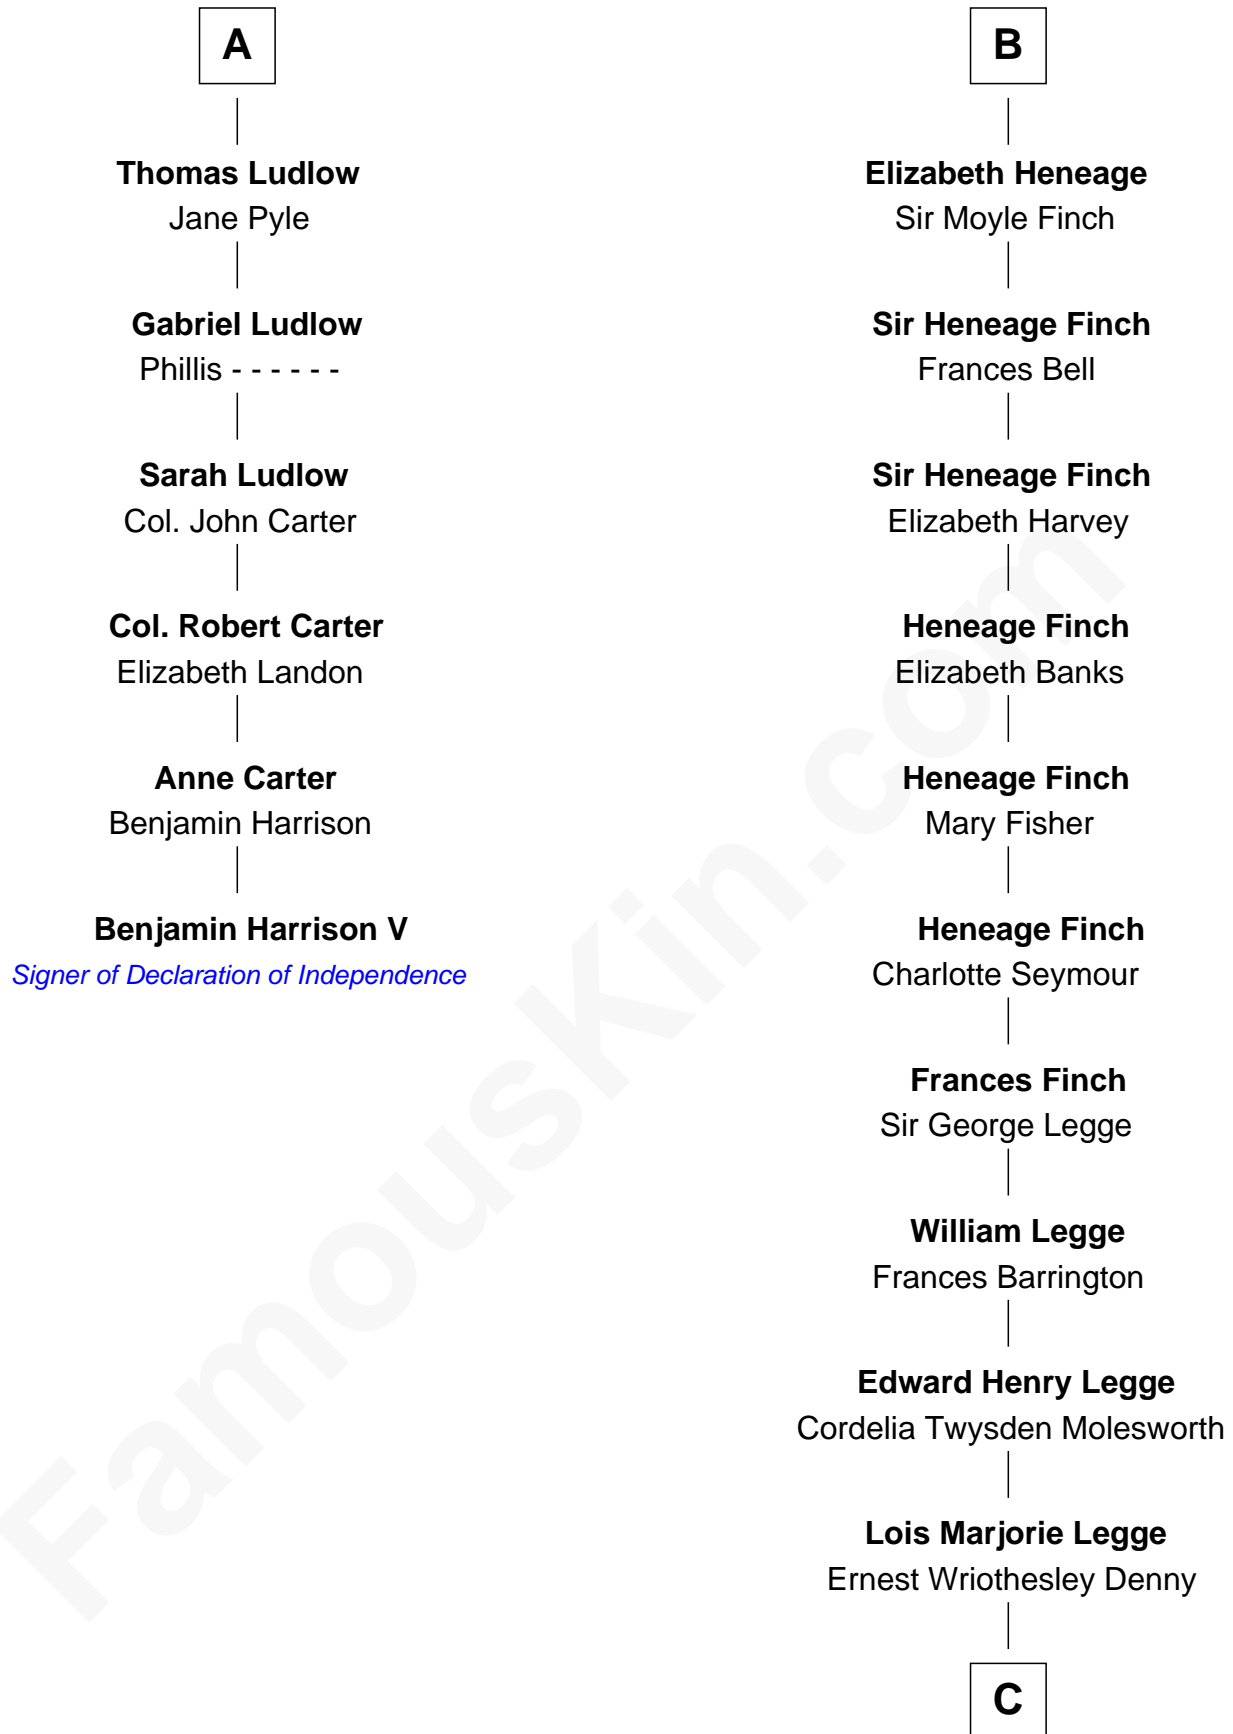 A
Thomas Ludlow
Jane Pyle
Gabriel Ludlow
Phillis - - - - - -
Sarah Ludlow
Col. John Carter
Col. Robert Carter
Elizabeth Landon
Anne Carter
Benjamin Harrison
Benjamin Harrison V
Signer of Declaration of Independence
B
Elizabeth Heneage
Sir Moyle Finch
Sir Heneage Finch
Frances Bell
Sir Heneage Finch
Elizabeth Harvey
Heneage Finch
Elizabeth Banks
Heneage Finch
Mary Fisher
Heneage Finch
Charlotte Seymour
Frances Finch
Sir George Legge
William Legge
Frances Barrington
Edward Henry Legge
Cordelia Twysden Molesworth
Lois Marjorie Legge
Ernest Wriothesley Denny
C
FamousKin.com